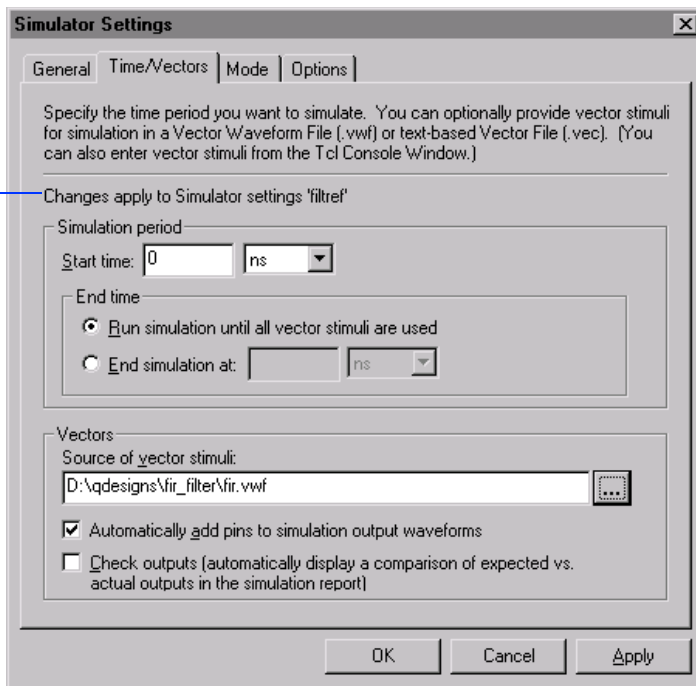 Simulator Settings
General Time/Vectors Mode Options
Specify the time period you want to simulate. You can optionally provide vector stimuli
for simulation in a Vector Waveform File (.vwf) or text-based Vector File (.vec). (You
can also enter vector stimuli from the Tcl Console Window.)
Changes apply to Simulator settings 'filtref'
Simulation period
Start time: 0 ns
End time
Run simulation until all vector stimuli are used
End simulation at: ns
Vectors
Source of vector stimuli:
D:\qdesigns\fir_filter\fir.vwf ...
Automatically add pins to simulation output waveforms
Check outputs (automatically display a comparison of expected vs.
actual outputs in the simulation report)
OK Cancel Apply